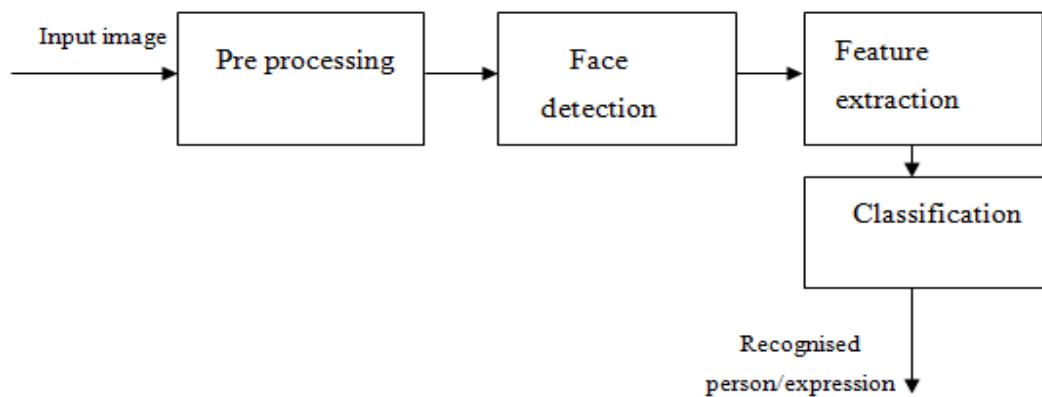 Input image
Pre processing
Face
detection
Feature
extraction
Classification
Recognised
person/expression